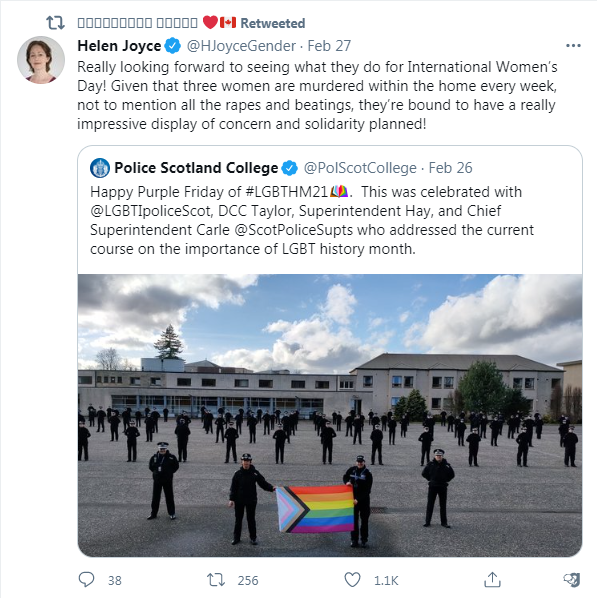 Retweeted
Helen Joyce @HJoyceGender · Feb 27
Really looking forward to seeing what they do for International Women's
Day! Given that three women are murdered within the home every week,
not to mention all the rapes and beatings, they're bound to have a really
impressive display of concern and solidarity planned!
Police Scotland College @PolScotCollege · Feb 26
Happy Purple Friday of #LGBTHM21. This was celebrated with
@LGBTIpoliceScot, DCC Taylor, Superintendent Hay, and Chief
Superintendent Carle @ScotPoliceSupts who addressed the current
course on the importance of LGBT history month.
38 256 1.1K